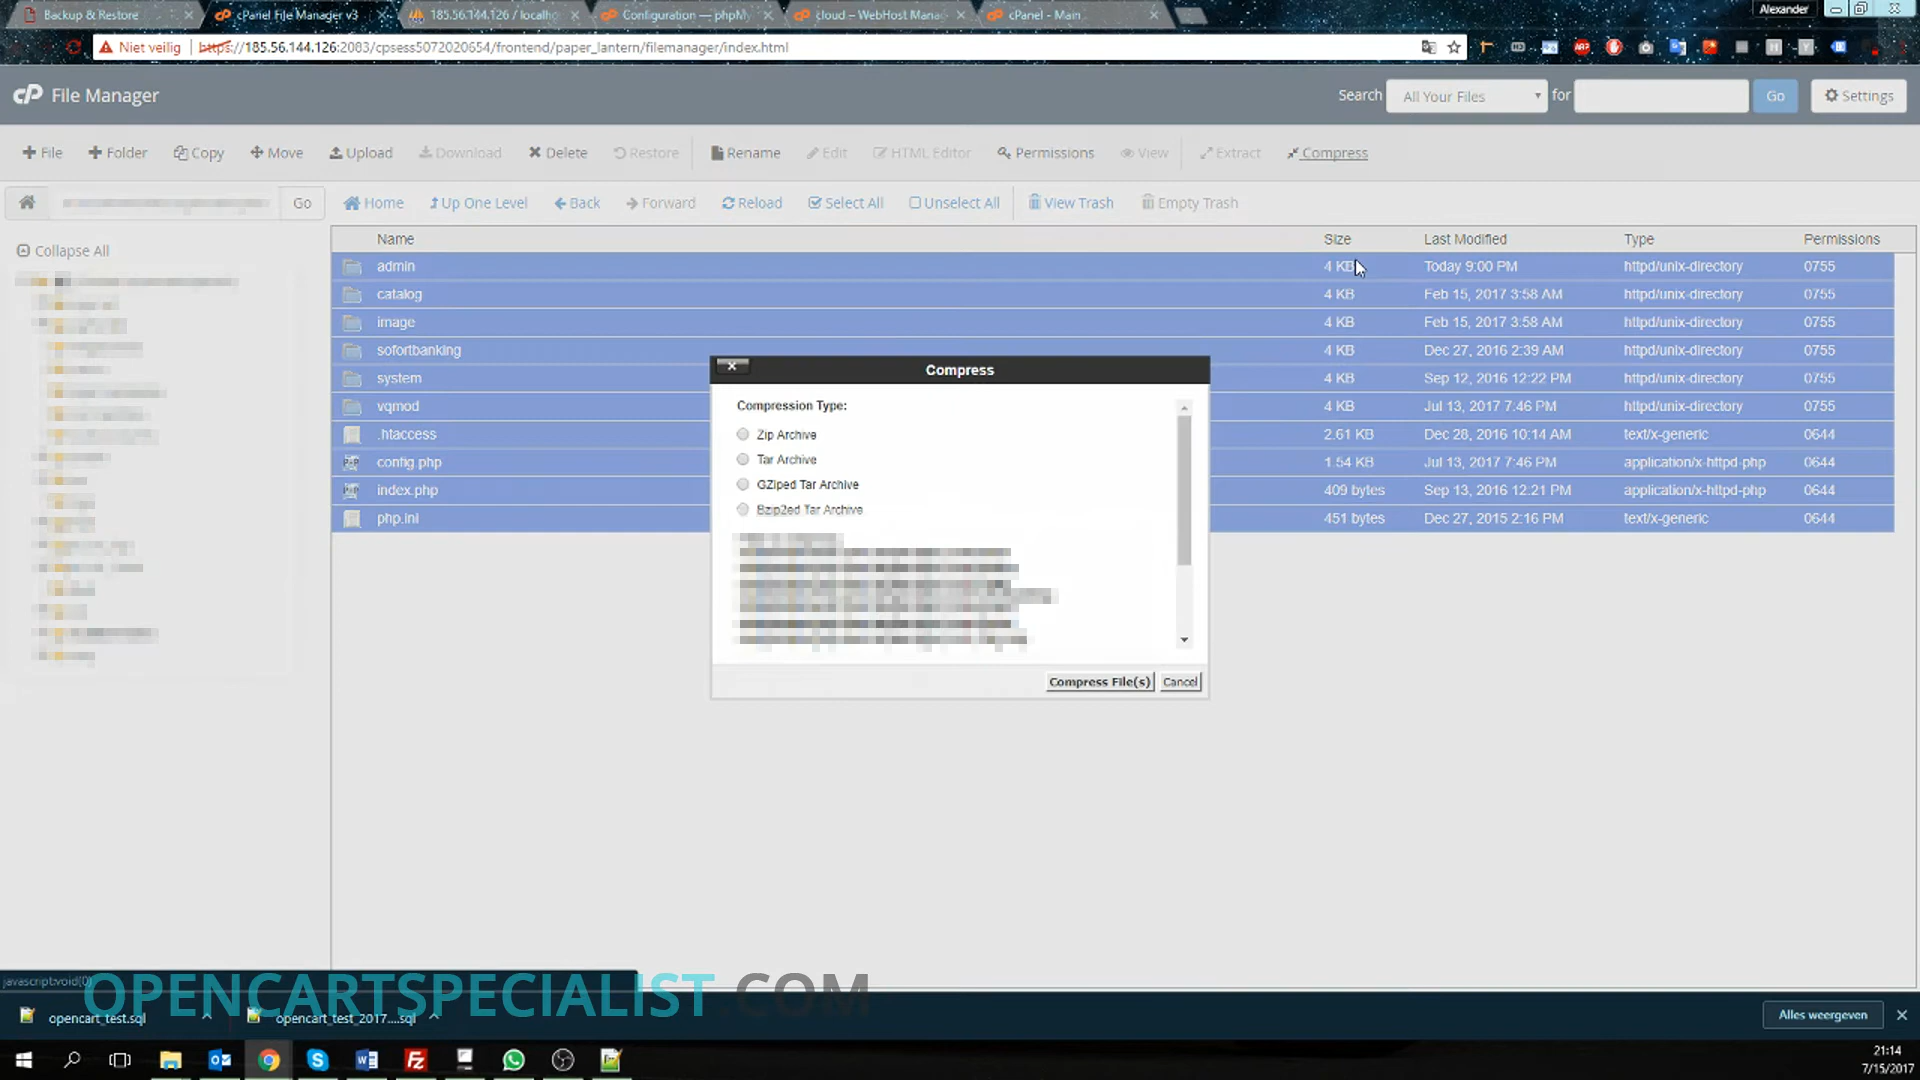 Backup & Restore
cPanel File Manager v3
185.56.144.126 / localho
Configuration — phpM
cloud – WebHost Mana
cPanel - Main
Alexander
Niet veilig
https://185.56.144.126:2083/cpsess5072020654/frontend/paper_lantern/filemanager/index.html
cP File Manager
Search All Your Files for Go Settings
File Folder Copy Move Upload Download Delete Restore Rename Edit HTML Editor Permissions View Extract Compress
Go Home Up One Level Back Forward Reload Select All Unselect All View Trash Empty Trash
Collapse All
Name Size Last Modified Type Permissions
admin 4 KB Today 9:00 PM httpd/unix-directory 0755
catalog 4 KB Feb 15, 2017 3:58 AM httpd/unix-directory 0755
image 4 KB Feb 15, 2017 3:58 AM httpd/unix-directory 0755
sofortbanking 4 KB Dec 27, 2016 2:39 AM httpd/unix-directory 0755
system 4 KB Sep 12, 2016 12:22 PM httpd/unix-directory 0755
vqmod 4 KB Jul 13, 2017 7:46 PM httpd/unix-directory 0755
.htaccess 2.61 KB Dec 28, 2016 10:14 AM text/x-generic 0644
config.php 1.54 KB Jul 13, 2017 7:46 PM application/x-httpd-php 0644
index.php 409 bytes Sep 13, 2016 12:21 PM application/x-httpd-php 0644
php.ini 451 bytes Dec 27, 2015 2:16 PM text/x-generic 0644
Compress
Compression Type:
Zip Archive
Tar Archive
GZiped Tar Archive
Bzip2ed Tar Archive
Compress File(s) Cancel
javascript:void(0)
OPENCARTSPECIALIST.COM
opencart_test.sql
opencart_test_2017....sql
Alles weergeven
21:14
7/15/2017